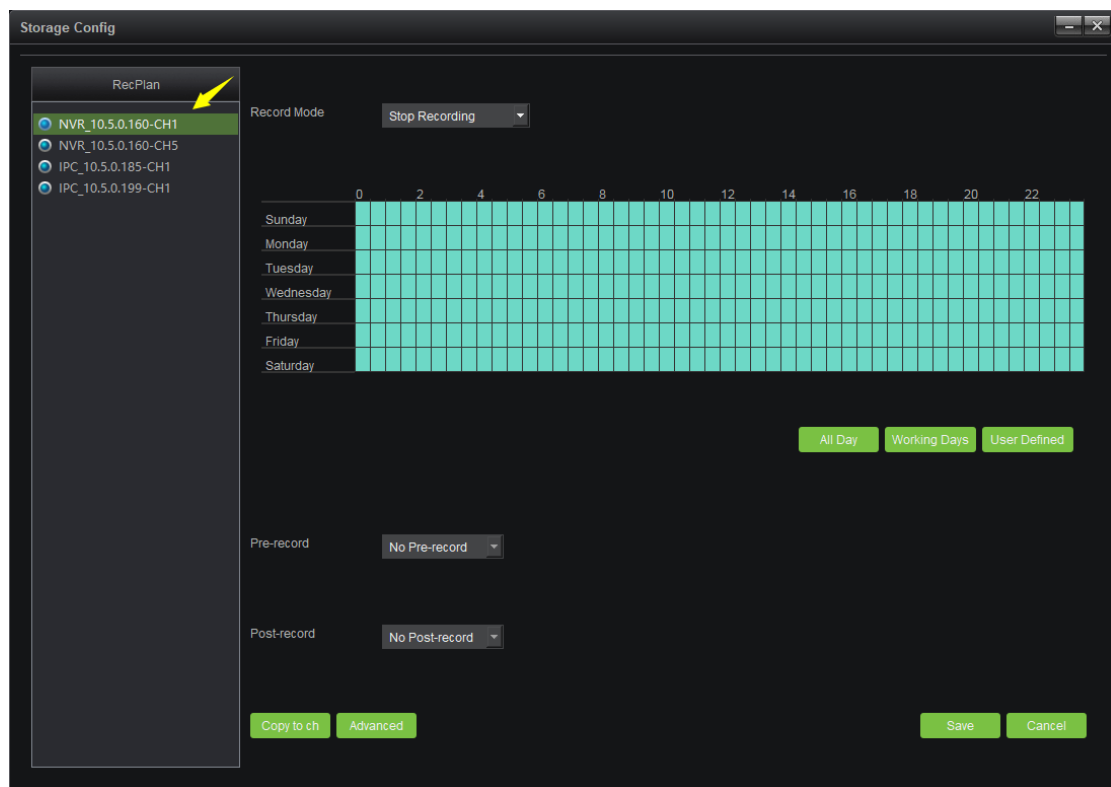 Storage Config
RecPlan
NVR_10.5.0.160-CH1
NVR_10.5.0.160-CH5
IPC_10.5.0.185-CH1
IPC_10.5.0.199-CH1
Record Mode
Stop Recording
0 2 4 6 8 10 12 14 16 18 20 22
Sunday
Monday
Tuesday
Wednesday
Thursday
Friday
Saturday
All Day Working Days User Defined
Pre-record No Pre-record
Post-record No Post-record
Copy to ch Advanced Save Cancel